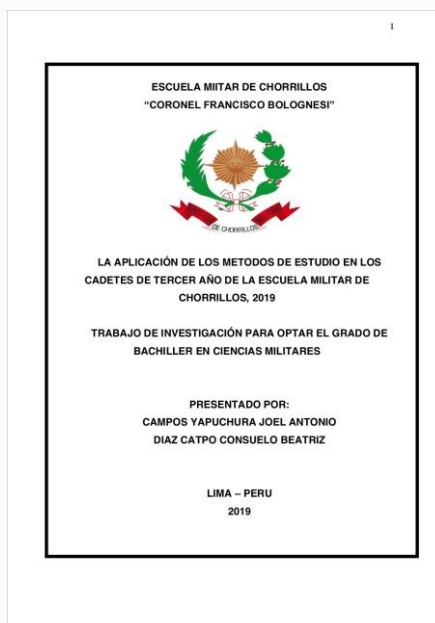 1
ESCUELA MIITAR DE CHORRILLOS
“CORONEL FRANCISCO BOLOGNESI”
DE CHORRILLOS
LA APLICACIÓN DE LOS METODOS DE ESTUDIO EN LOS
CADETES DE TERCER AÑO DE LA ESCUELA MILITAR DE
CHORRILLOS, 2019
TRABAJO DE INVESTIGACIÓN PARA OPTAR EL GRADO DE
BACHILLER EN CIENCIAS MILITARES
PRESENTADO POR:
CAMPOS YAPUCHURA JOEL ANTONIO
DIAZ CATPO CONSUELO BEATRIZ
LIMA – PERU
2019